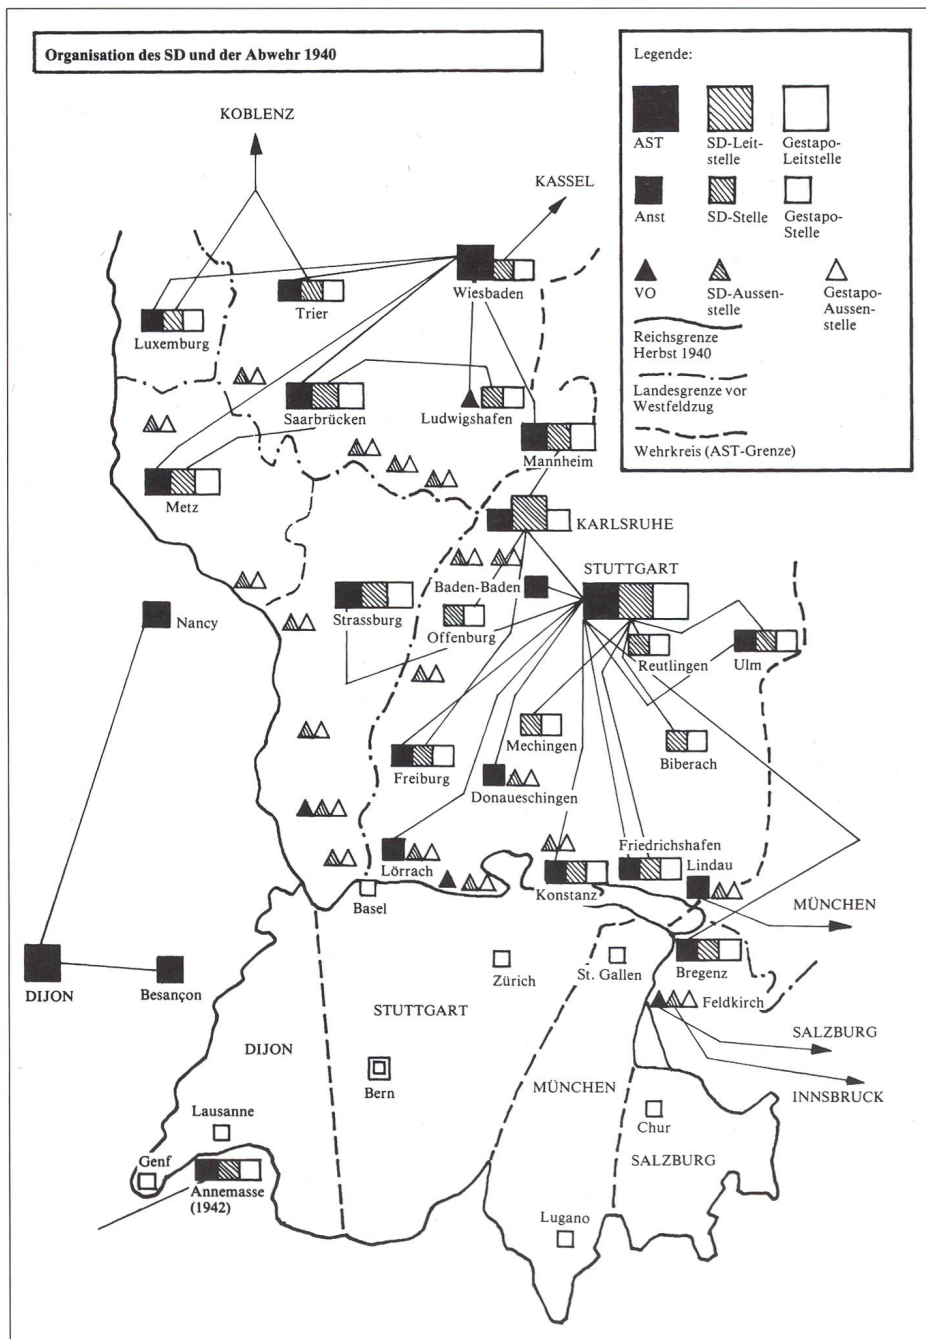 Organisation des SD und der Abwehr 1940
Legende:
AST
SD-Leit-
stelle
Gestapo-
Leitstelle
Anst
SD-Stelle
Gestapo-
Stelle
VO
SD-Aussen-
stelle
Gestapo-
Aussen-
stelle
Reichsgrenze
Herbst 1940
Landesgrenze vor
Westfeldzug
Wehrkreis (AST-Grenze)
KOBLENZ
KASSEL
Wiesbaden
Trier
Luxemburg
Saarbrücken
Ludwigshafen
Mannheim
Metz
KARLSRUHE
STUTTGART
Baden-Baden
Nancy
Strassburg
Offenburg
Reutlingen
Ulm
Mechingen
Biberach
Freiburg
Donaueschingen
Friedrichshafen
Lörrach
Lindau
Konstanz
Basel
MÜNCHEN
Zürich
St. Gallen
Bregenz
DIJON
Besançon
Feldkirch
STUTTGART
SALZBURG
DIJON
Bern
MÜNCHEN
INNSBRUCK
Lausanne
Chur
SALZBURG
Genf
Annemasse
(1942)
Lugano